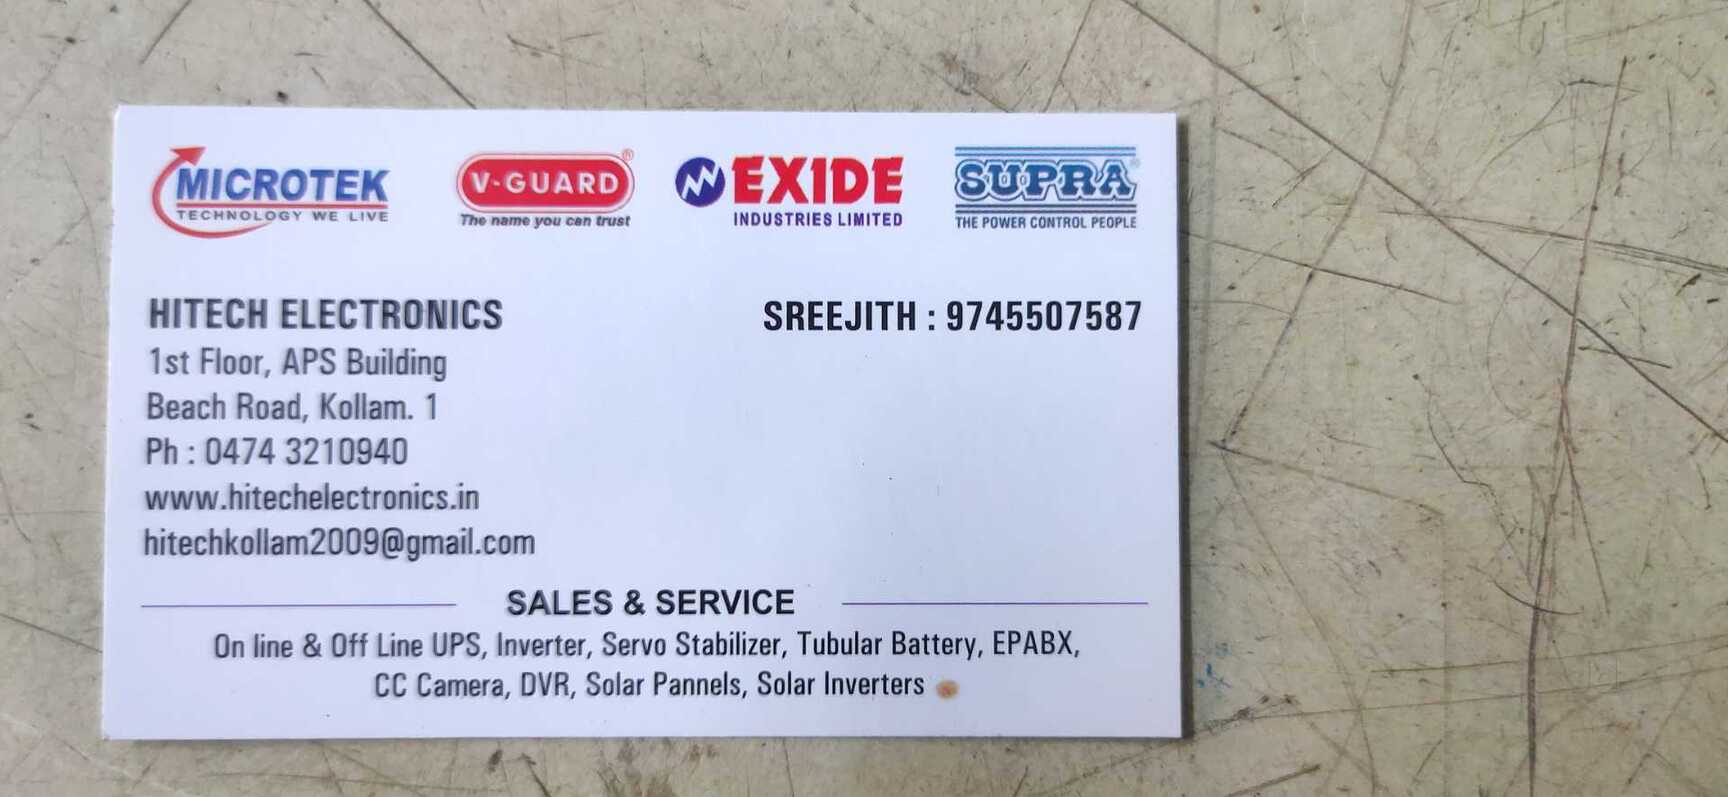 MICROTEK
TECHNOLOGY WE LIVE
V-GUARD®
The name you can trust
EXIDE
INDUSTRIES LIMITED
SUPRA®
THE POWER CONTROL PEOPLE
HITECH ELECTRONICS
1st Floor, APS Building
Beach Road, Kollam. 1
Ph : 0474 3210940
www.hitechelectronics.in
hitechkollam2009@gmail.com
SREEJITH : 9745507587
SALES & SERVICE
On line & Off Line UPS, Inverter, Servo Stabilizer, Tubular Battery, EPABX,
CC Camera, DVR, Solar Pannels, Solar Inverters